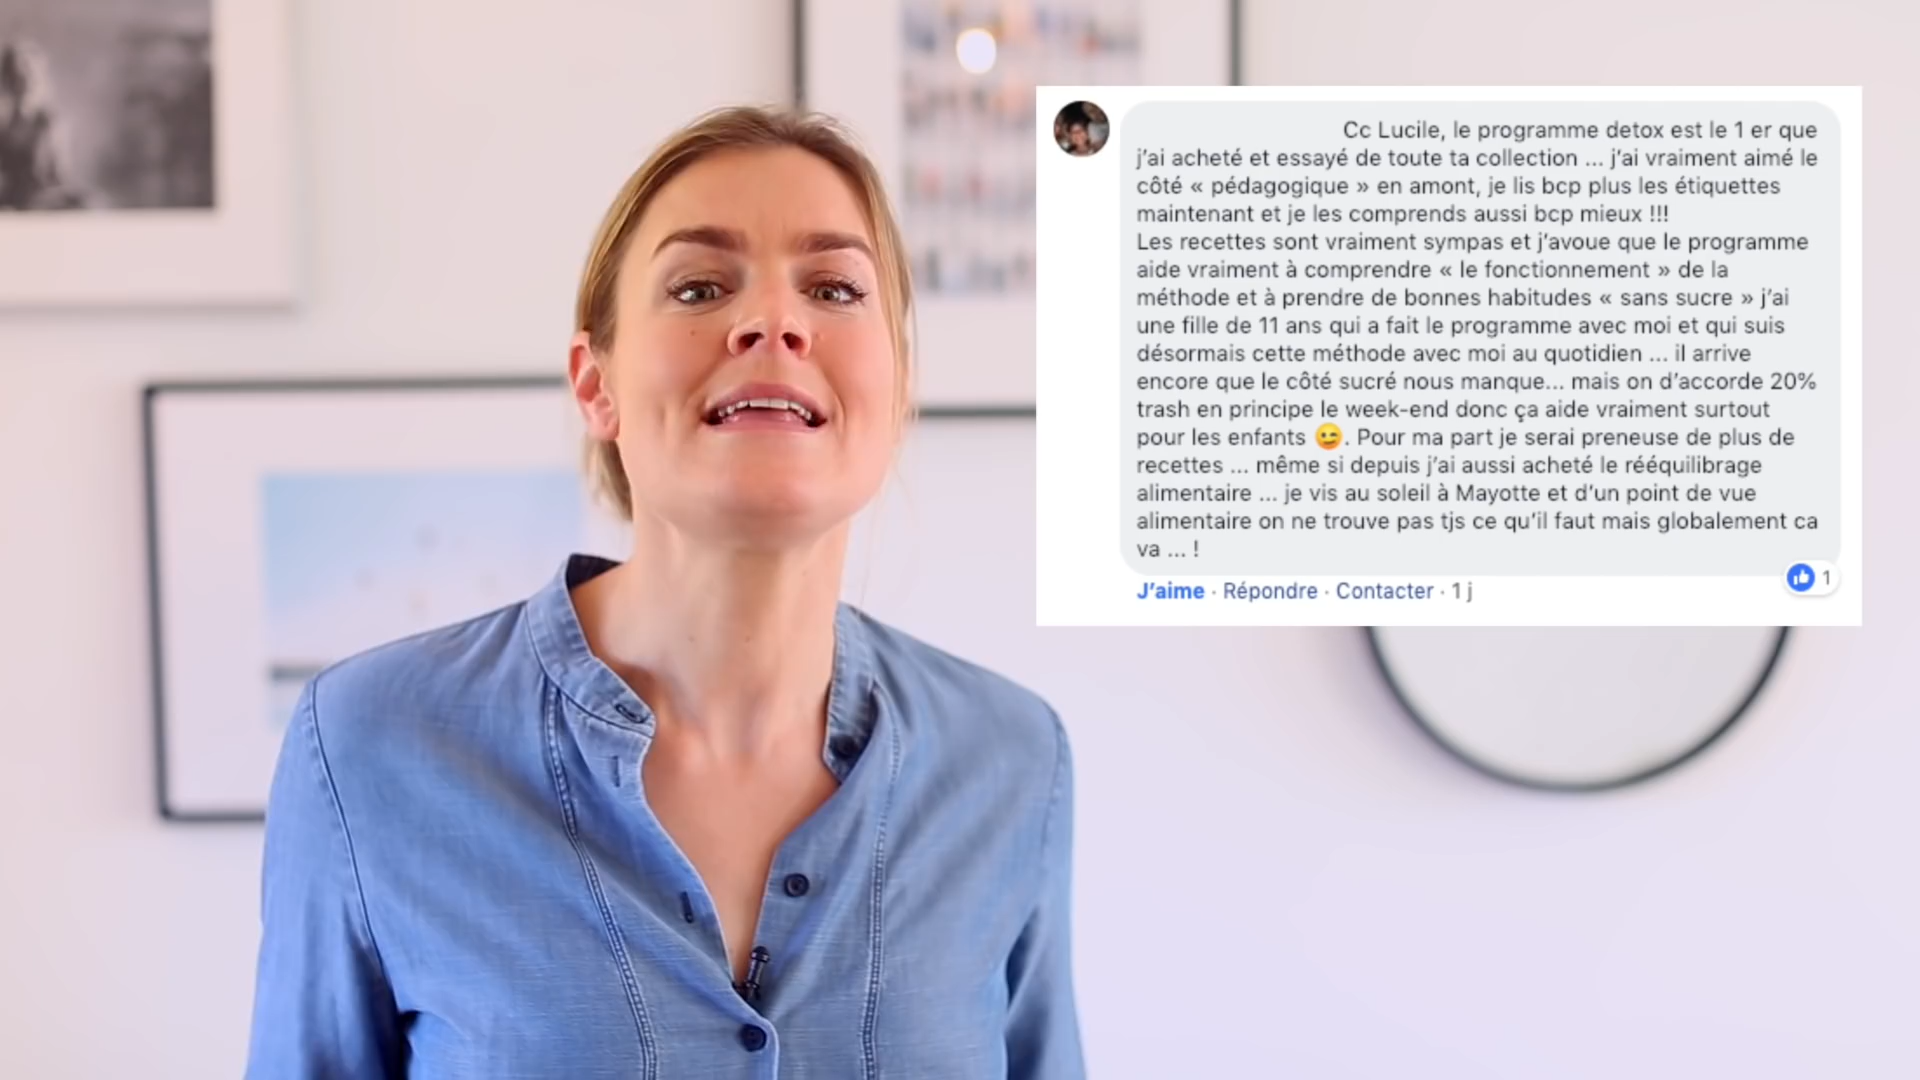 Cc Lucile, le programme detox est le 1 er que
j’ai acheté et essayé de toute ta collection ... j’ai vraiment aimé le
côté « pédagogique » en amont, je lis bcp plus les étiquettes
maintenant et je les comprends aussi bcp mieux !!!
Les recettes sont vraiment sympas et j’avoue que le programme
aide vraiment à comprendre « le fonctionnement » de la
méthode et à prendre de bonnes habitudes « sans sucre » j’ai
une fille de 11 ans qui a fait le programme avec moi et qui suis
désormais cette méthode avec moi au quotidien ... il arrive
encore que le côté sucré nous manque... mais on d’accorde 20%
trash en principe le week-end donc ça aide vraiment surtout
pour les enfants 😉. Pour ma part je serai preneuse de plus de
recettes ... même si depuis j’ai aussi acheté le rééquilibrage
alimentaire ... je vis au soleil à Mayotte et d’un point de vue
alimentaire on ne trouve pas tjs ce qu’il faut mais globalement ca
va ... !
J’aime · Répondre · Contacter · 1 j
1